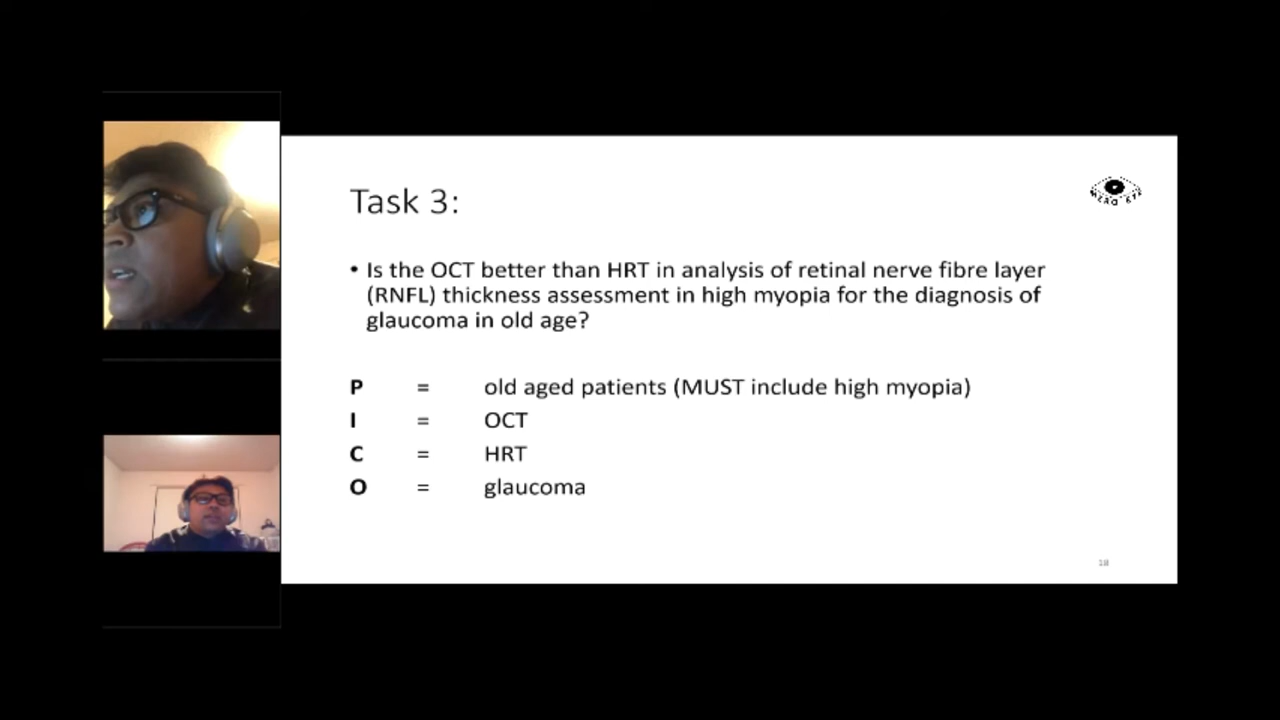 Task 3:
• Is the OCT better than HRT in analysis of retinal nerve fibre layer
(RNFL) thickness assessment in high myopia for the diagnosis of
glaucoma in old age?
P = old aged patients (MUST include high myopia)
I = OCT
C = HRT
O = glaucoma
18